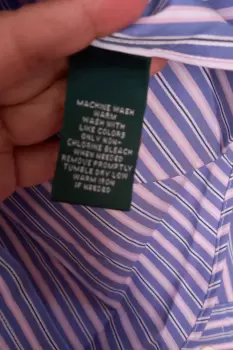 MACHINE WASH
WARM
WASH WITH
LIKE COLORS
ONLY NON-
CHLORINE BLEACH
WHEN NEEDED
REMOVE PROMPTLY
TUMBLE DRY LOW
WARM IRON
IF NEEDED